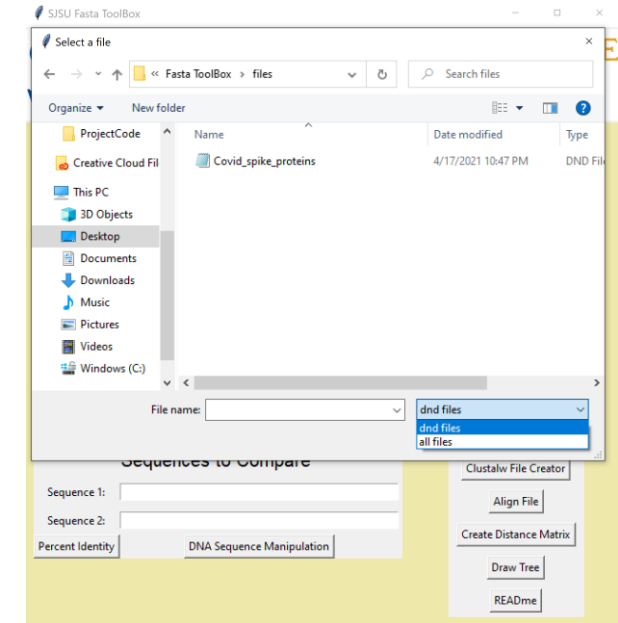 SJSU Fasta ToolBox
E
Select a file
« Fasta ToolBox > files
Search files
Organize
New folder
Name
Date modified
Type
ProjectCode
Covid_spike_proteins
4/17/2021 10:47 PM
DND Fil
Creative Cloud Fil
This PC
3D Objects
Desktop
Documents
Downloads
Music
Pictures
Videos
Windows (C:)
File name:
dnd files
dnd files
all files
Sequences to Compare
Clustalw File Creator
Sequence 1:
Align File
Sequence 2:
Create Distance Matrix
Percent Identity
DNA Sequence Manipulation
Draw Tree
READme